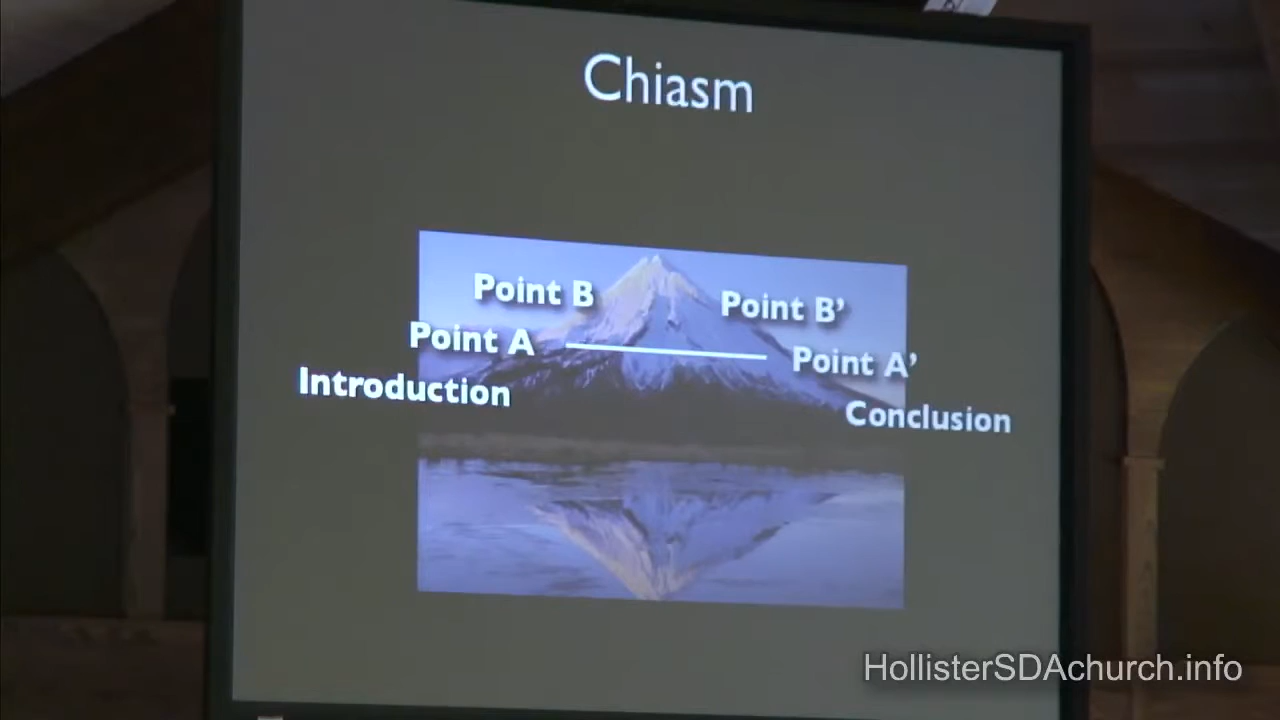 Chiasm
Point B
Point B’
Point A
Point A’
Introduction
Conclusion
HollisterSDAchurch.info